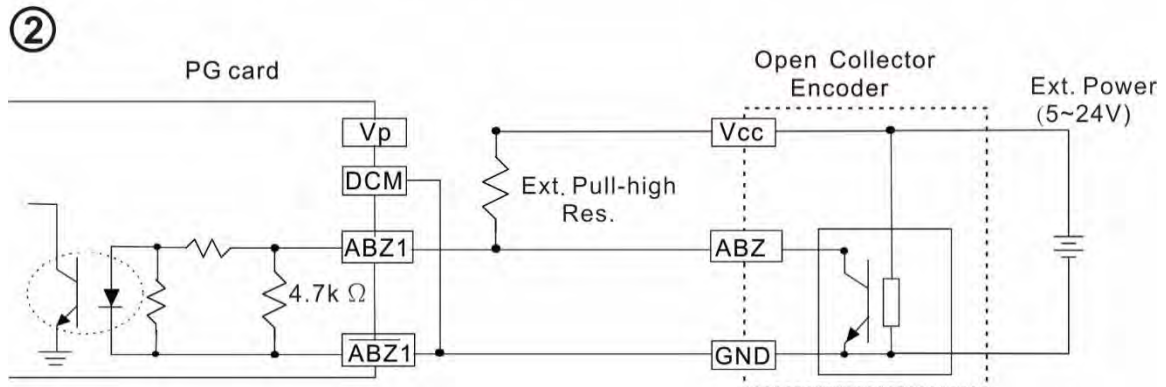 ②
PG card
Open Collector
Encoder
Ext. Power
(5~24V)
Vp
Vcc
DCM
Ext. Pull-high
Res.
ABZ1
ABZ
4.7k Ω
A̅B̅Z̅1̅
GND